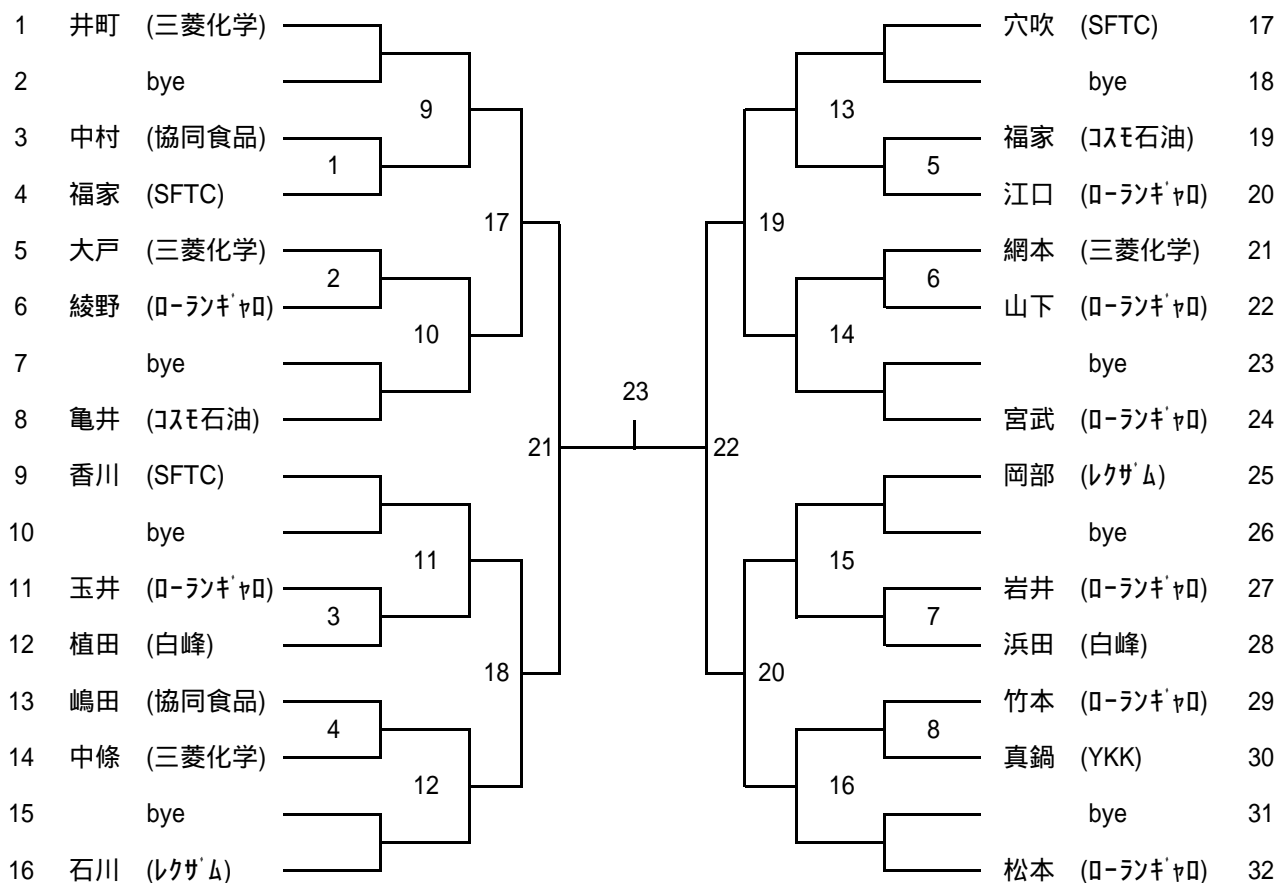 1 井町 (三菱化学) 穴吹 (SFTC) 17
2 bye bye 18
9 13
3 中村 (協同食品) 福家 (ｺｽﾓ石油) 19
1 5
4 福家 (SFTC) 江口 (ﾛｰﾗﾝｷﾞｬﾛ) 20
17 19
5 大戸 (三菱化学) 網本 (三菱化学) 21
2 6
6 綾野 (ﾛｰﾗﾝｷﾞｬﾛ) 山下 (ﾛｰﾗﾝｷﾞｬﾛ) 22
10 14
7 bye bye 23
23
8 亀井 (ｺｽﾓ石油) 宮武 (ﾛｰﾗﾝｷﾞｬﾛ) 24
21 22
9 香川 (SFTC) 岡部 (ﾚｸｻﾞﾑ) 25
10 bye bye 26
11 15
11 玉井 (ﾛｰﾗﾝｷﾞｬﾛ) 岩井 (ﾛｰﾗﾝｷﾞｬﾛ) 27
3 7
12 植田 (白峰) 浜田 (白峰) 28
18 20
13 嶋田 (協同食品) 竹本 (ﾛｰﾗﾝｷﾞｬﾛ) 29
4 8
14 中條 (三菱化学) 真鍋 (YKK) 30
12 16
15 bye bye 31
16 石川 (ﾚｸｻﾞﾑ) 松本 (ﾛｰﾗﾝｷﾞｬﾛ) 32